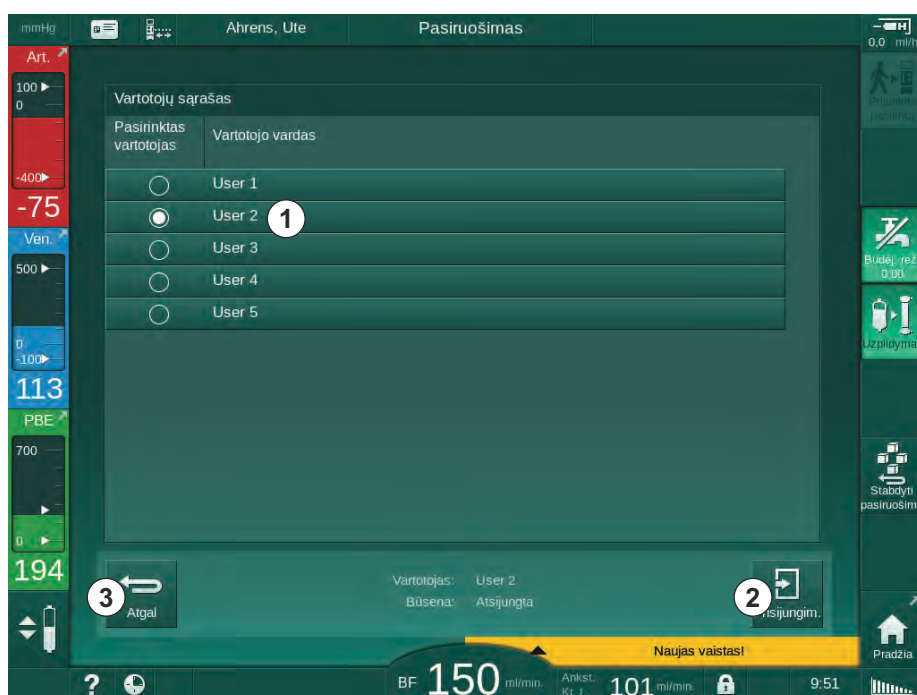 mmHg
Ahrens, Ute
Pasiruošimas
0,0 ml/h
Art.
100
0
-400
-75
Ven.
500
0
-100
113
PBE
700
0
194
Vartotojų sąrašas
Pasirinktas vartotojas
Vartotojo vardas
User 1
User 2
1
User 3
User 4
User 5
3
Atgal
Vartotojas: User 2
Būsena: Atsijungta
2
Naujas vaistas!
Prijunkite
pacientą
Budėj. rež
0:00
Užpildyma
Stabdyti
pasiruošim
Pradžia
?
BF 150 ml/min.
Ankst.
Kr. t.
101 ml/min.
9:51